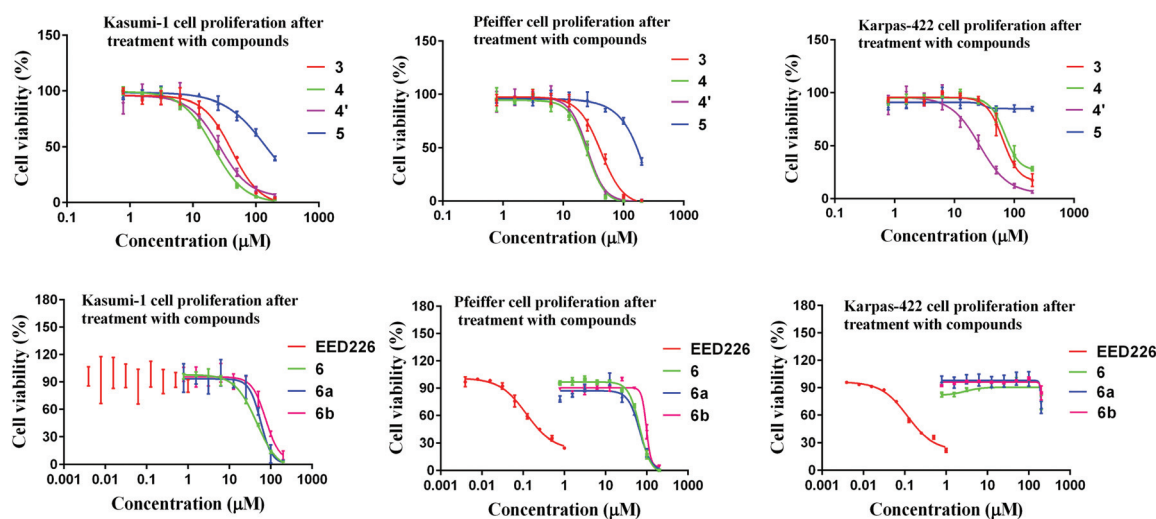 Kasumi-1 cell proliferation after
treatment with compounds
Cell viability (%)
150
100
50
0
0.1
1
10
100
1000
Concentration (μM)
3
4
4'
5
Pfeiffer cell proliferation after
treatment with compounds
Cell viability (%)
150
100
50
0
0.1
1
10
100
1000
Concentration (μM)
3
4
4'
5
Karpas-422 cell proliferation after
treatment with compounds
Cell viability (%)
150
100
50
0
0.1
1
10
100
1000
Concentration (μM)
3
4
4'
5
Kasumi-1 cell proliferation after
treatment with compounds
Cell viability (%)
180
150
120
90
60
30
0
0.001
0.01
0.1
1
10
100
1000
Concentration (μM)
EED226
6
6a
6b
Pfeiffer cell proliferation after
treatment with compounds
Cell viability (%)
180
150
120
90
60
30
0
0.001
0.01
0.1
1
10
100
1000
Concentration (μM)
EED226
6
6a
6b
Karpas-422 cell proliferation after
treatment with compounds
Cell viability (%)
180
150
120
90
60
30
0
0.001
0.01
0.1
1
10
100
1000
Concentration (μM)
EED226
6
6a
6b